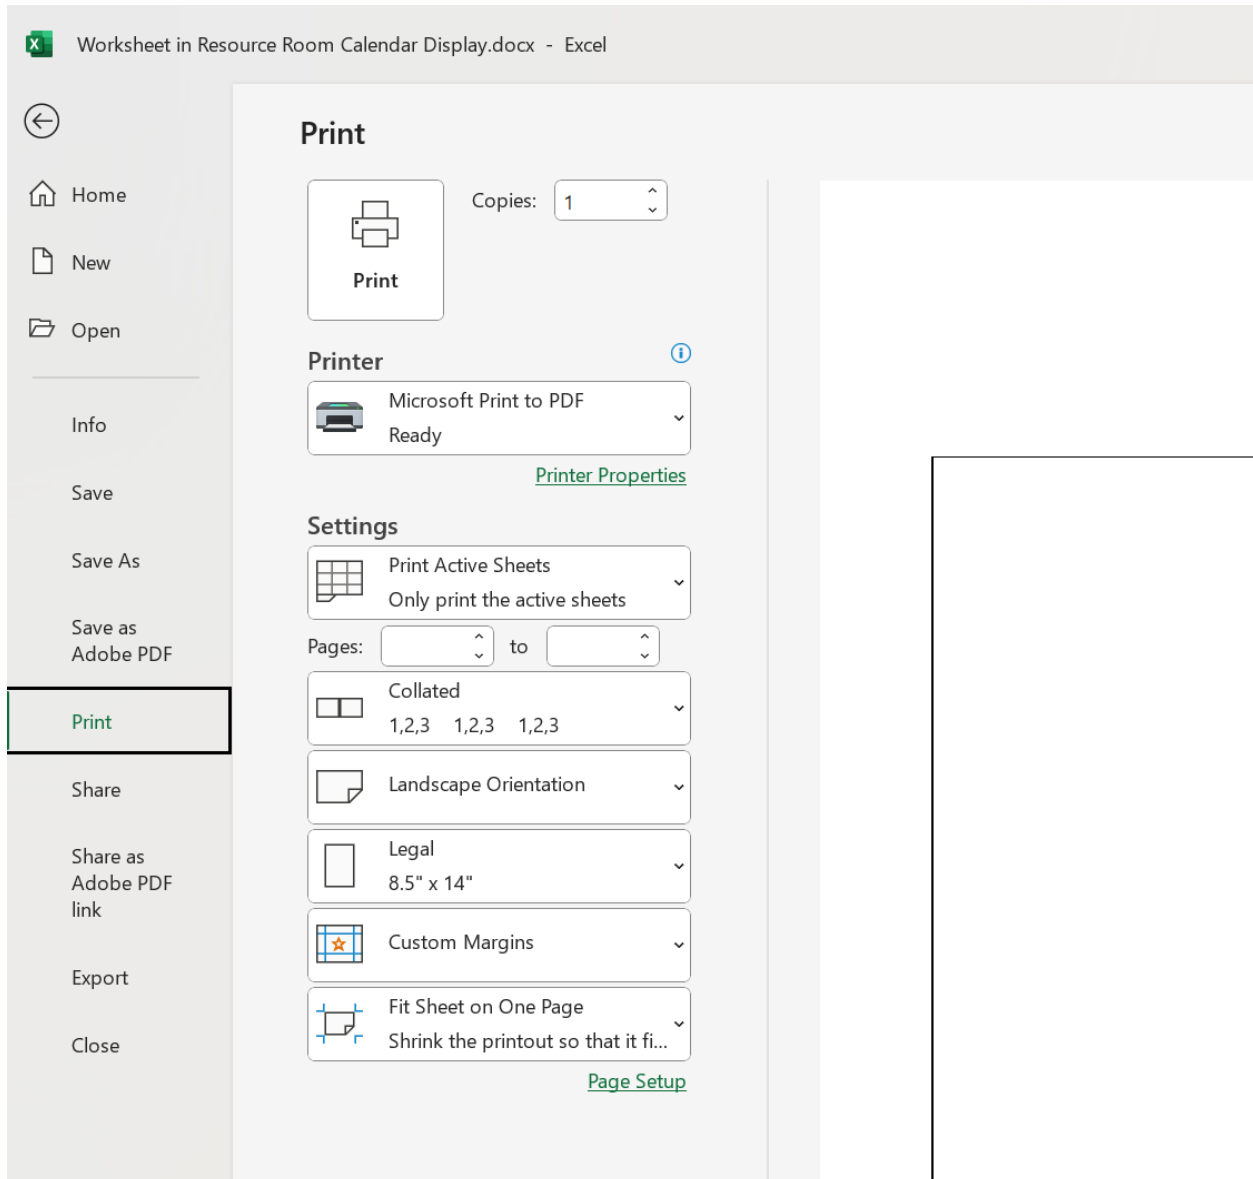 Worksheet in Resource Room Calendar Display.docx - Excel
Home
New
Open
Info
Save
Save As
Save as
Adobe PDF
Print
Share
Share as
Adobe PDF
link
Export
Close
Print
Print
Copies: 1
Printer
Microsoft Print to PDF
Ready
Printer Properties
Settings
Print Active Sheets
Only print the active sheets
Pages: to
Collated
1,2,3 1,2,3 1,2,3
Landscape Orientation
Legal
8.5" x 14"
Custom Margins
Fit Sheet on One Page
Shrink the printout so that it fi...
Page Setup